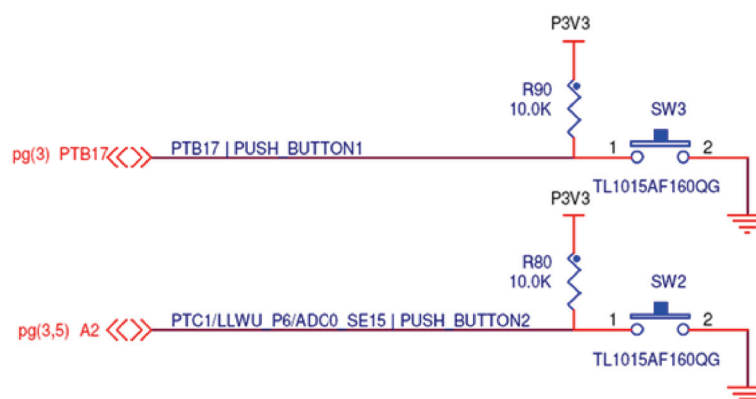 P3V3
R90
10.0K
SW3
pg(3) PTB17
PTB17 | PUSH_BUTTON1
1
2
TL1015AF160QG
P3V3
R80
10.0K
SW2
pg(3,5) A2
PTC1/LLWU_P6/ADC0_SE15 | PUSH_BUTTON2
1
2
TL1015AF160QG